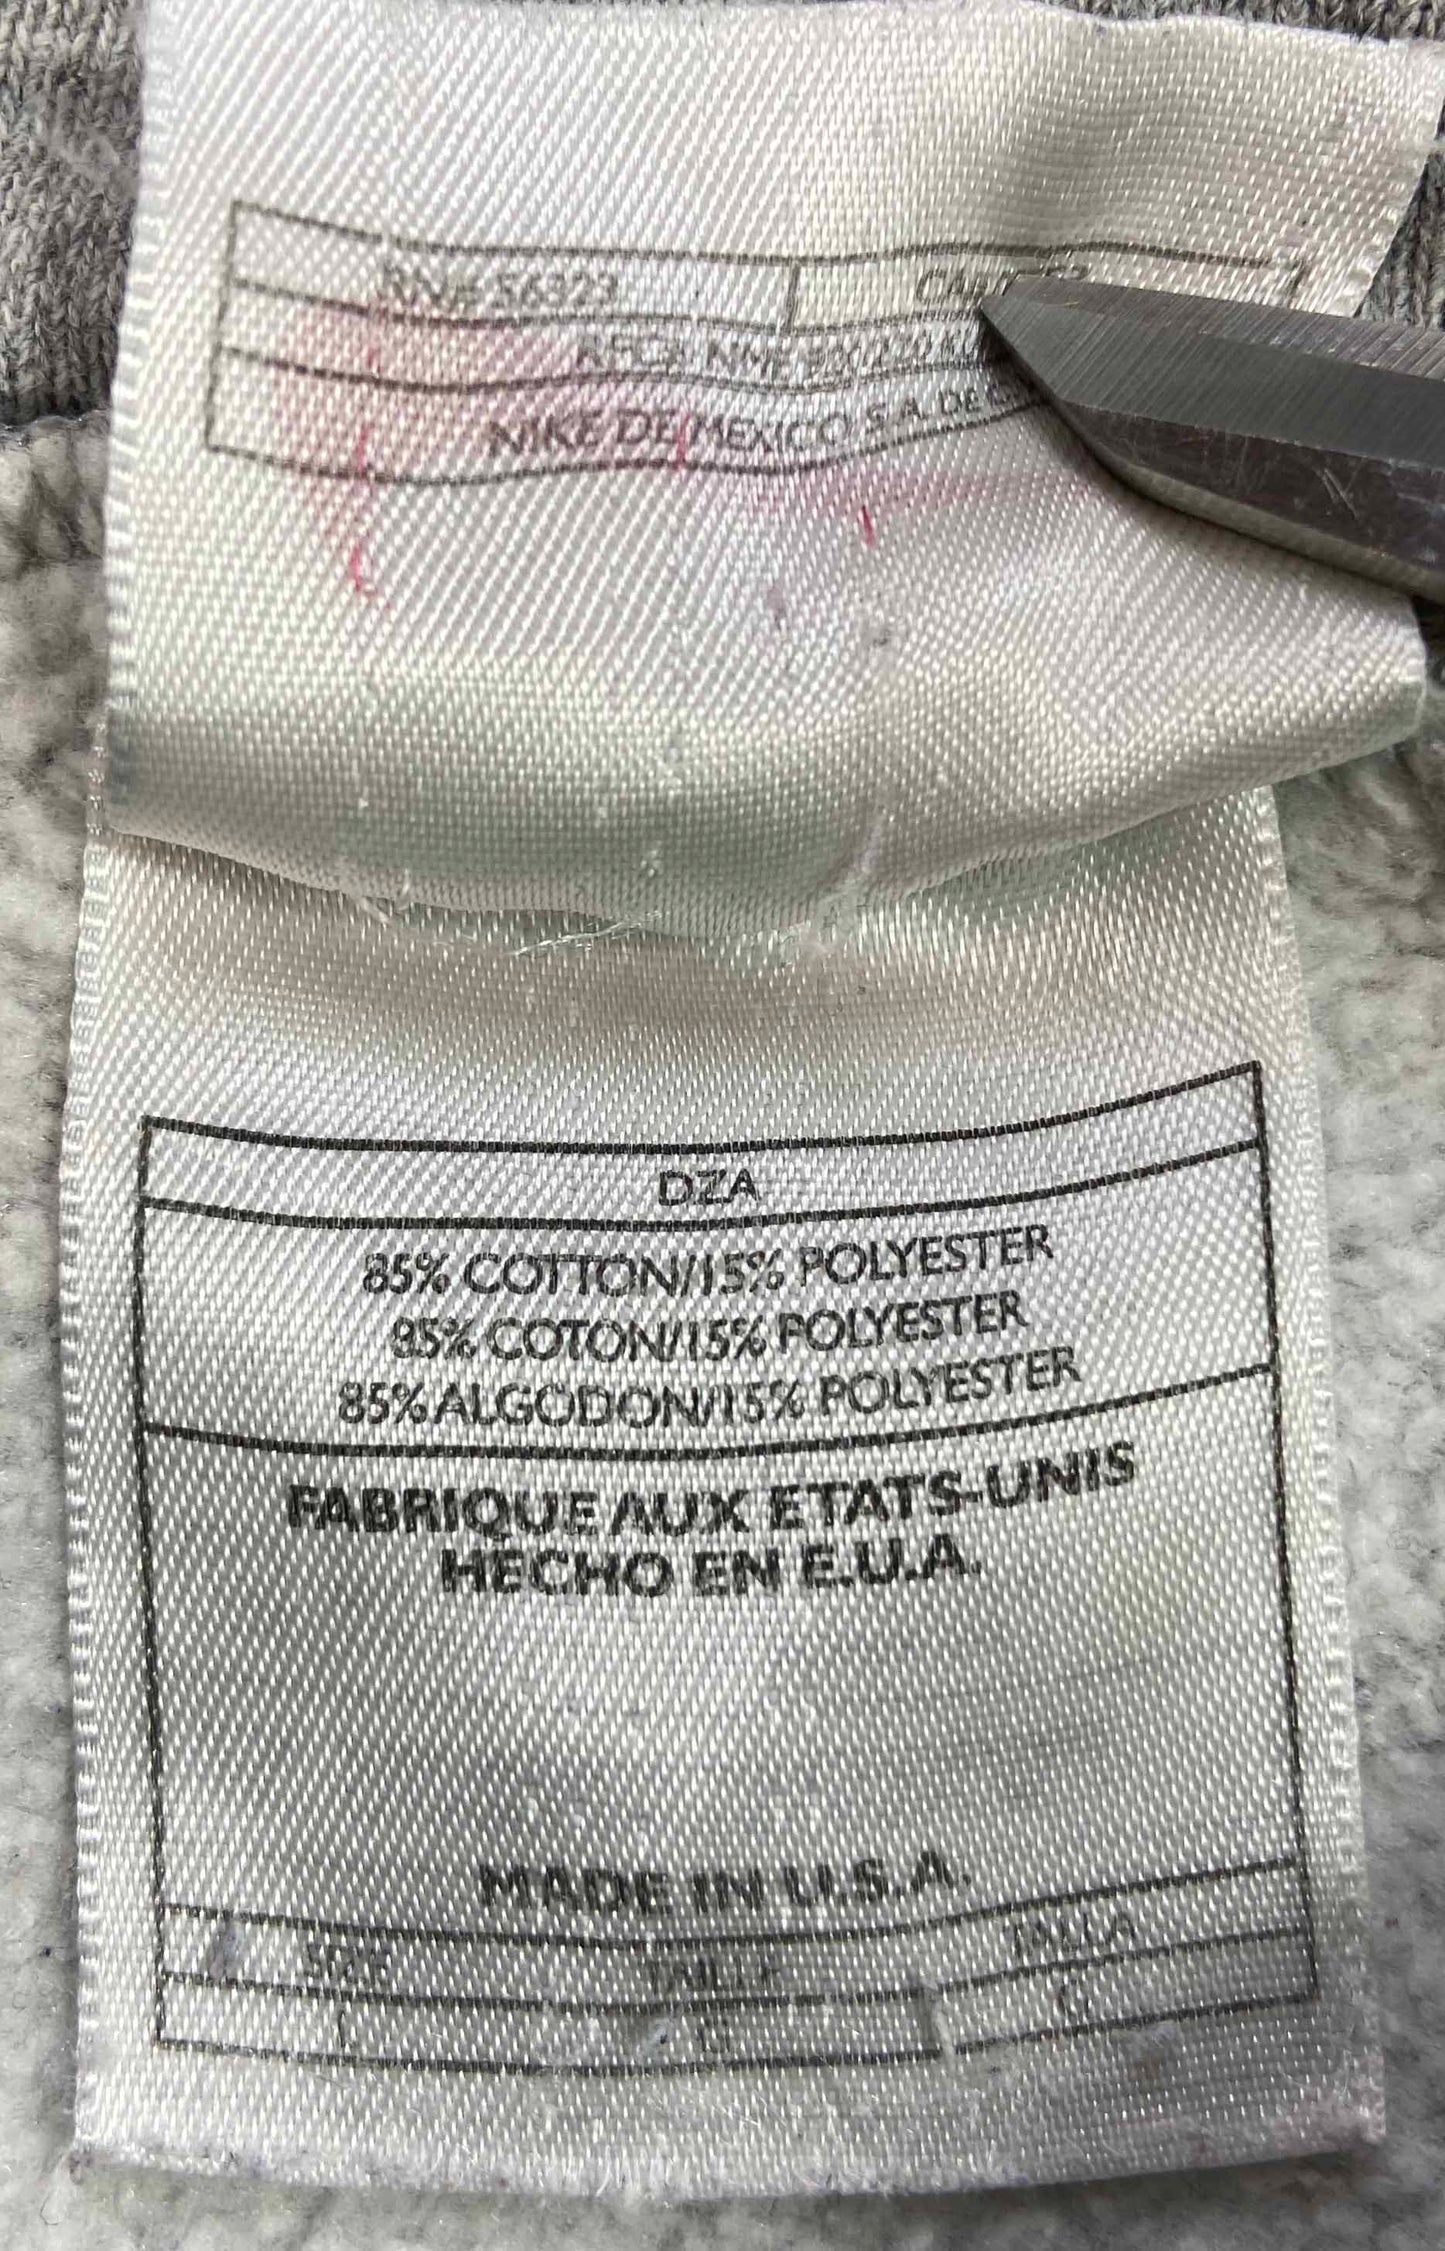 RN# 56323
NIKE DE MEXICO S.A. DE
DZA
85% COTTON/15% POLYESTER
85% COTON/15% POLYESTER
85% ALGODON/15% POLYESTER
FABRIQUE AUX ETATS-UNIS
HECHO EN E.U.A.
MADE IN U.S.A.
SIZE TAILLE TALLA